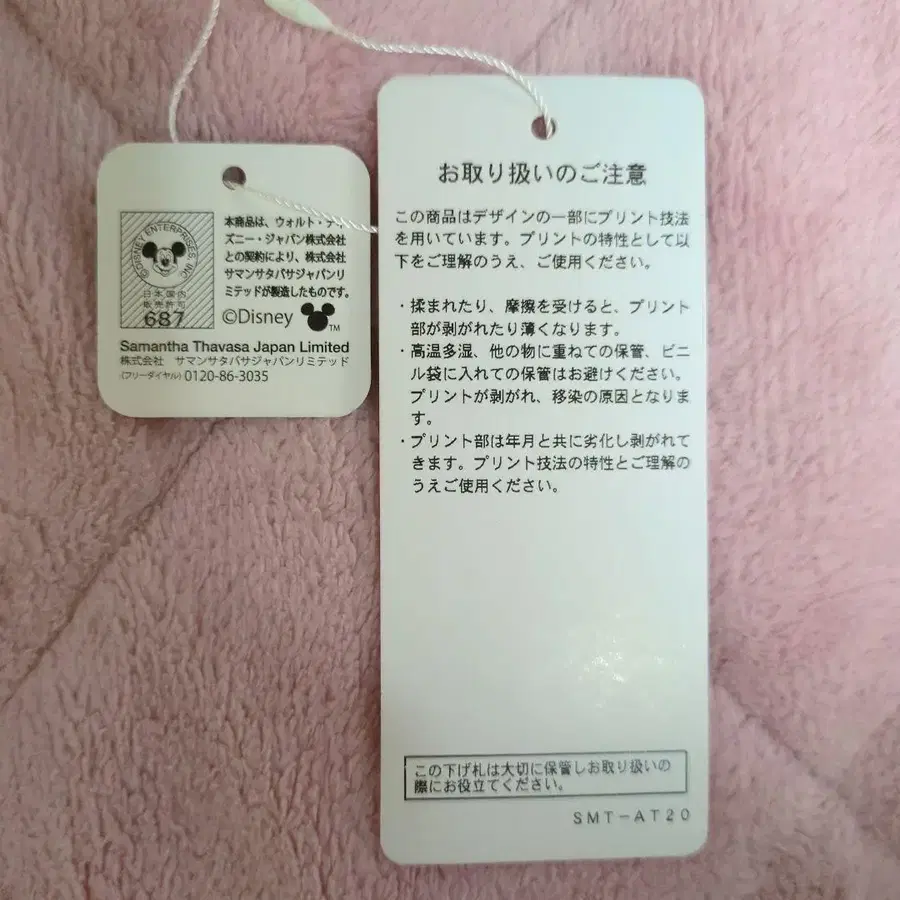 ©DISNEY ENTERPRISES, INC.
日本国内
販売許可
687
本商品は、ウォルト・ディ
ズニー・ジャパン株式会社
との契約により、株式会社
サマンサタバサジャパンリ
ミテッドが製造したものです。
©Disney
TM
Samantha Thavasa Japan Limited
株式会社 サマンサタバサジャパンリミテッド
(フリーダイヤル) 0120-86-3035
お取り扱いのご注意
この商品はデザインの一部にプリント技法
を用いています。プリントの特性として以
下をご理解のうえ、ご使用ください。
・揉まれたり、摩擦を受けると、プリント
部が剥がれたり薄くなります。
・高温多湿、他の物に重ねての保管、ビニ
ル袋に入れての保管はお避けください。
プリントが剥がれ、移染の原因となりま
す。
・プリント部は年月と共に劣化し剥がれて
きます。プリント技法の特性とご理解の
うえご使用ください。
この下げ札は大切に保管しお取り扱いの
際にお役立てください。
SMT-AT20